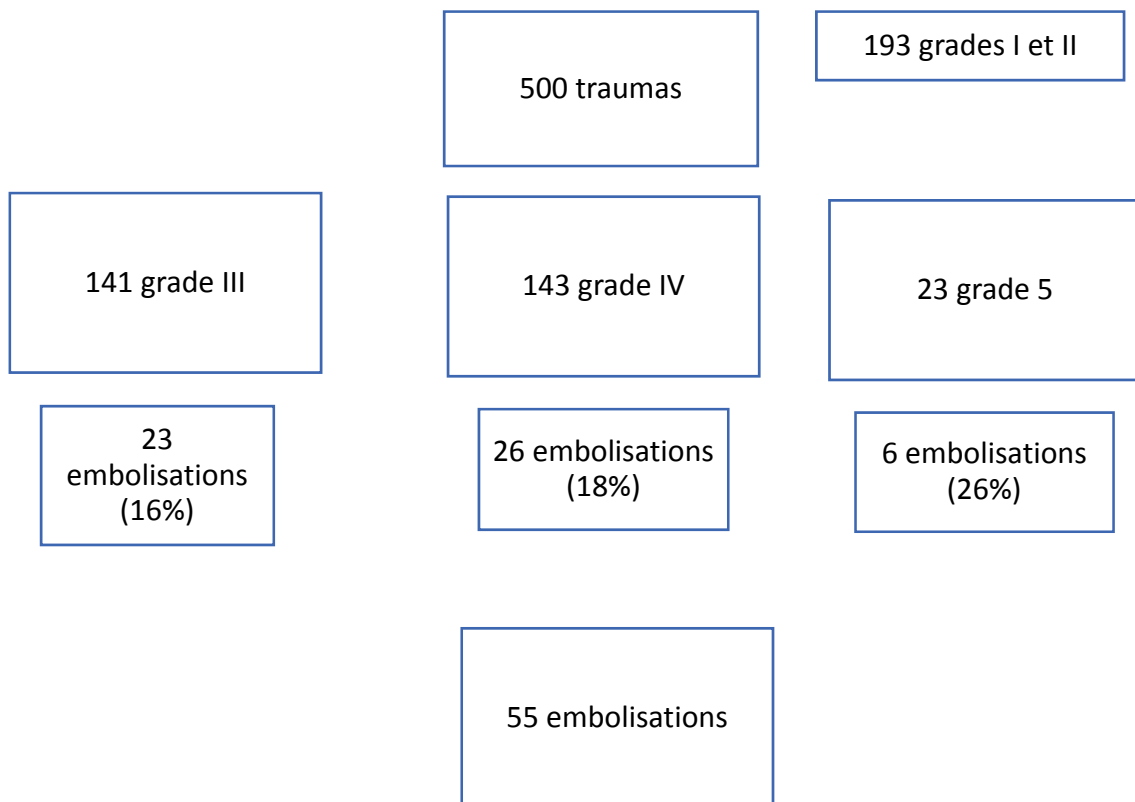 500 traumas
193 grades I et II
141 grade III
143 grade IV
23 grade 5
23
embolisations
(16%)
26 embolisations
(18%)
6 embolisations
(26%)
55 embolisations